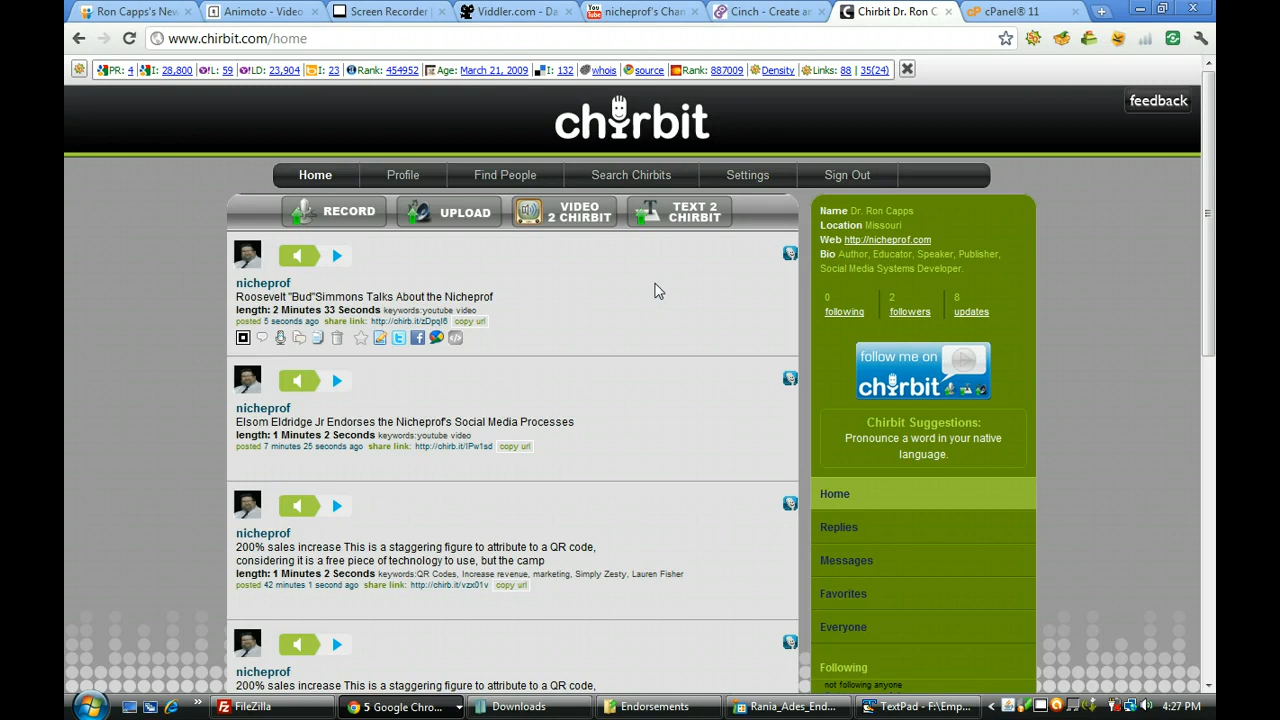 Ron Capps's New
Animoto - Video
Screen Recorder
Viddler.com - Da
nicheprof's Chan
Cinch - Create an
Chirbit Dr. Ron C
cPanel® 11
www.chirbit.com/home
PR: 4 I: 28,800 L: 59 LD: 23,904 I: 23 Rank: 454952 Age: March 21, 2009 I: 132 whois source Rank: 887009 Density Links: 88 | 35(24)
chirbit
feedback
Home Profile Find People Search Chirbits Settings Sign Out
RECORD UPLOAD VIDEO 2 CHIRBIT TEXT 2 CHIRBIT
nicheprof
Roosevelt "Bud"Simmons Talks About the Nicheprof
length: 2 Minutes 33 Seconds keywords:youtube video
posted 5 seconds ago share link: http://chirb.it/zDpqI6 copy url
nicheprof
Elsom Eldridge Jr Endorses the Nicheprof's Social Media Processes
length: 1 Minutes 2 Seconds keywords:youtube video
posted 7 minutes 25 seconds ago share link: http://chirb.it/IPw1sd copy url
nicheprof
200% sales increase This is a staggering figure to attribute to a QR code,
considering it is a free piece of technology to use, but the camp
length: 1 Minutes 2 Seconds keywords:QR Codes, Increase revenue, marketing, Simply Zesty, Lauren Fisher
posted 42 minutes 1 second ago share link: http://chirb.it/vzx01v copy url
nicheprof
200% sales increase This is a staggering figure to attribute to a QR code,
Name Dr. Ron Capps
Location Missouri
Web http://nicheprof.com
Bio Author, Educator, Speaker, Publisher,
Social Media Systems Developer.
0 2 8
following followers updates
follow me on
chirbit
Chirbit Suggestions:
Pronounce a word in your native
language.
Home
Replies
Messages
Favorites
Everyone
Following
not following anyone
FileZilla
5 Google Chro...
Downloads
Endorsements
Rania_Ades_End...
TextPad - F:\Emp...
4:27 PM